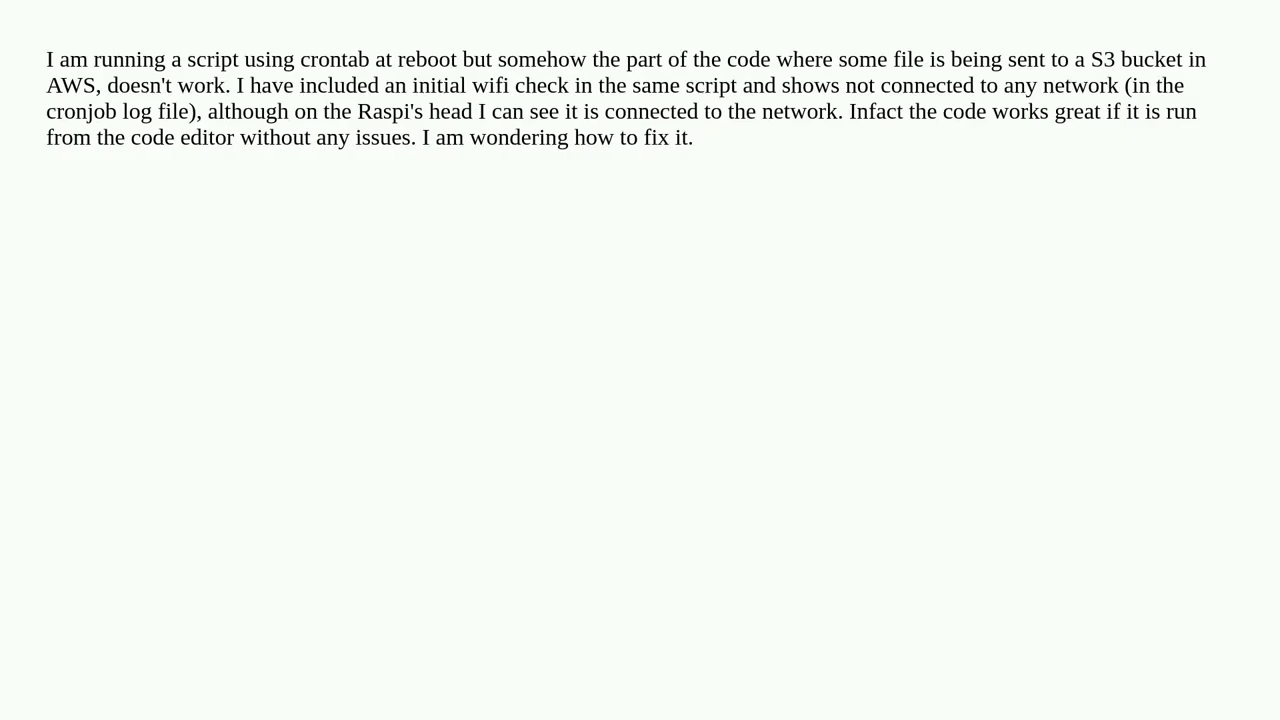 I am running a script using crontab at reboot but somehow the part of the code where some file is being sent to a S3 bucket in
AWS, doesn't work. I have included an initial wifi check in the same script and shows not connected to any network (in the
cronjob log file), although on the Raspi's head I can see it is connected to the network. Infact the code works great if it is run
from the code editor without any issues. I am wondering how to fix it.